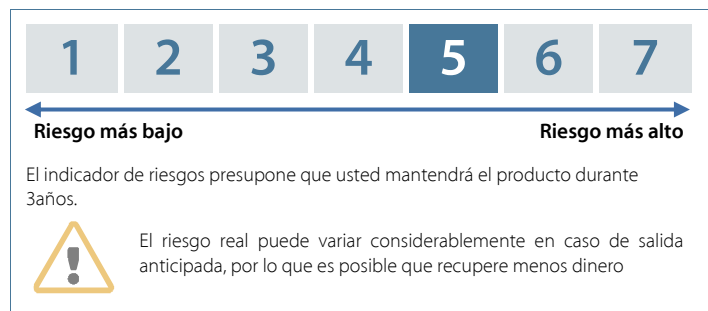 1 2 3 4 5 6 7
Riesgo más bajo Riesgo más alto
El indicador de riesgos presupone que usted mantendrá el producto durante
3años.
El riesgo real puede variar considerablemente en caso de salida
anticipada, por lo que es posible que recupere menos dinero